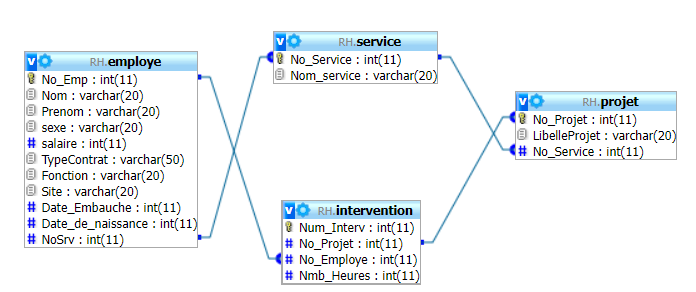 RH.employe
No_Emp : int(11)
Nom : varchar(20)
Prenom : varchar(20)
sexe : varchar(20)
# salaire : int(11)
TypeContrat : varchar(50)
Fonction : varchar(20)
Site : varchar(20)
# Date_Embauche : int(11)
# Date_de_naissance : int(11)
# NoSrv : int(11)
RH.service
No_Service : int(11)
Nom_service : varchar(20)
RH.intervention
Num_Interv : int(11)
# No_Projet : int(11)
# No_Employe : int(11)
# Nmb_Heures : int(11)
RH.projet
No_Projet : int(11)
LibelleProjet : varchar(20)
# No_Service : int(11)